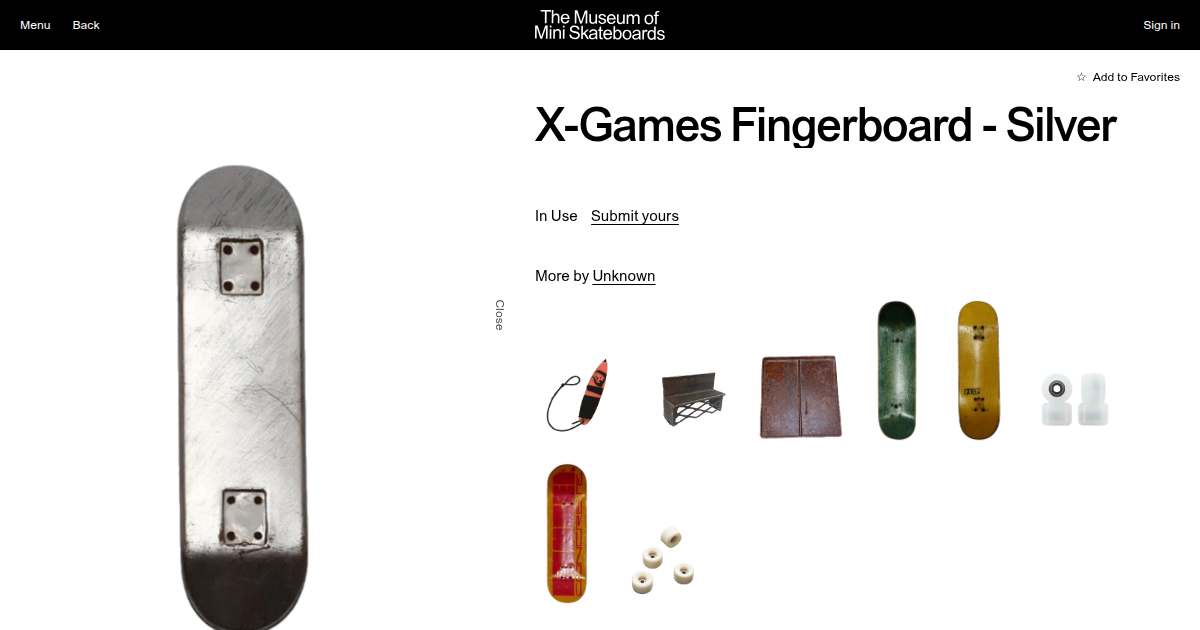 Menu Back
The Museum of
Mini Skateboards
Sign in
☆ Add to Favorites
X-Games Fingerboard - Silver
In Use Submit yours
More by Unknown
Close